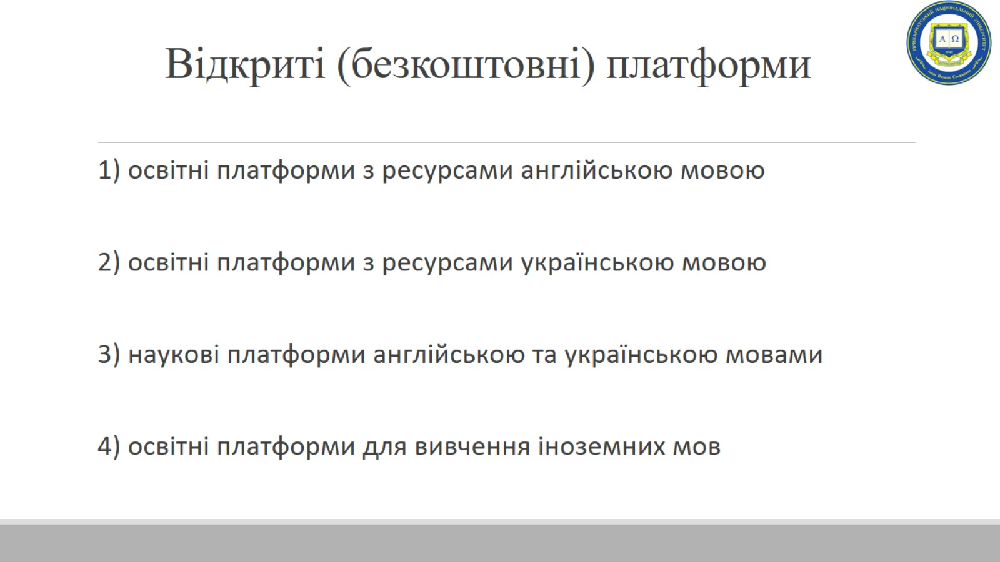 Відкриті (безкоштовні) платформи
ПРИКАРПАТСЬКИЙ НАЦІОНАЛЬНИЙ УНІВЕРСИТЕТ
Α Ω
1940
імені Василя Стефаника
1) освітні платформи з ресурсами англійською мовою
2) освітні платформи з ресурсами українською мовою
3) наукові платформи англійською та українською мовами
4) освітні платформи для вивчення іноземних мов